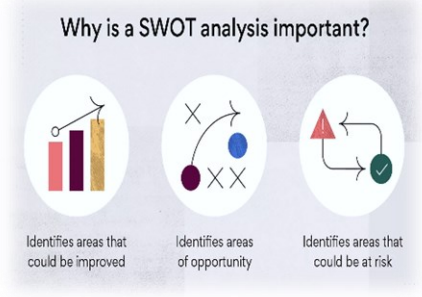 Why is a SWOT analysis important?
Identifies areas that
could be improved
Identifies areas
of opportunity
Identifies areas that
could be at risk